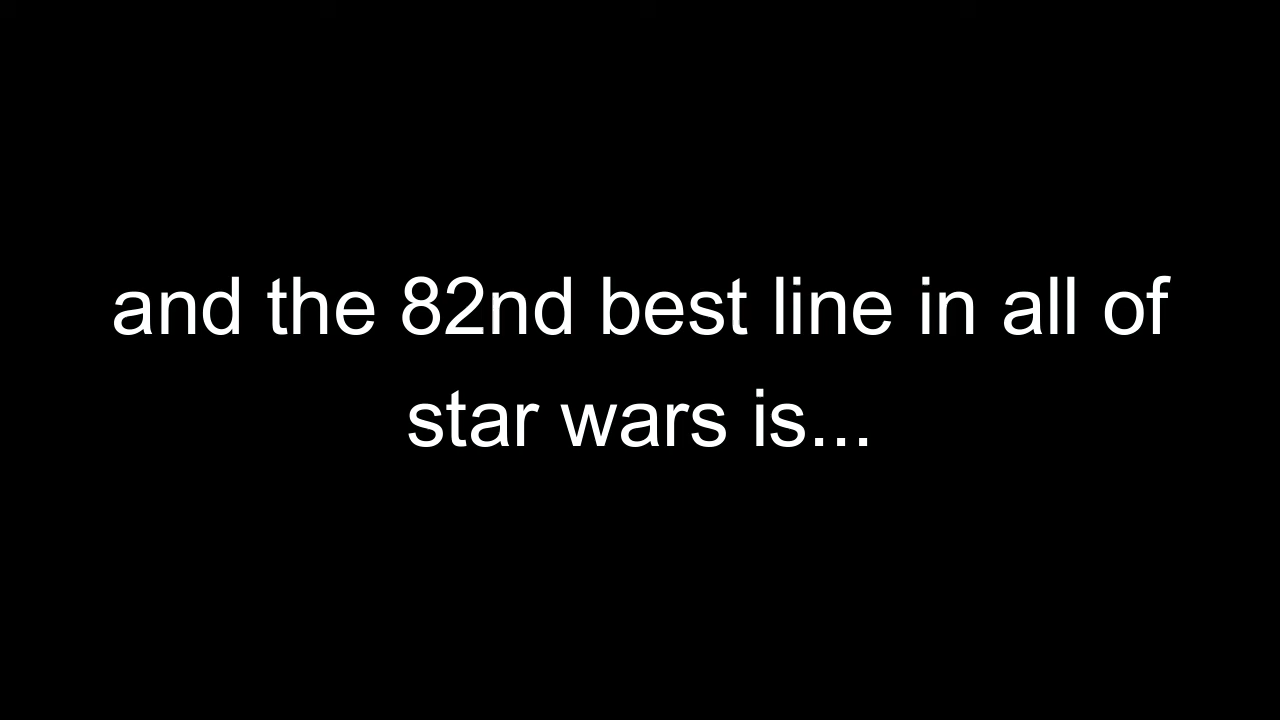 and the 82nd best line in all of
star wars is...